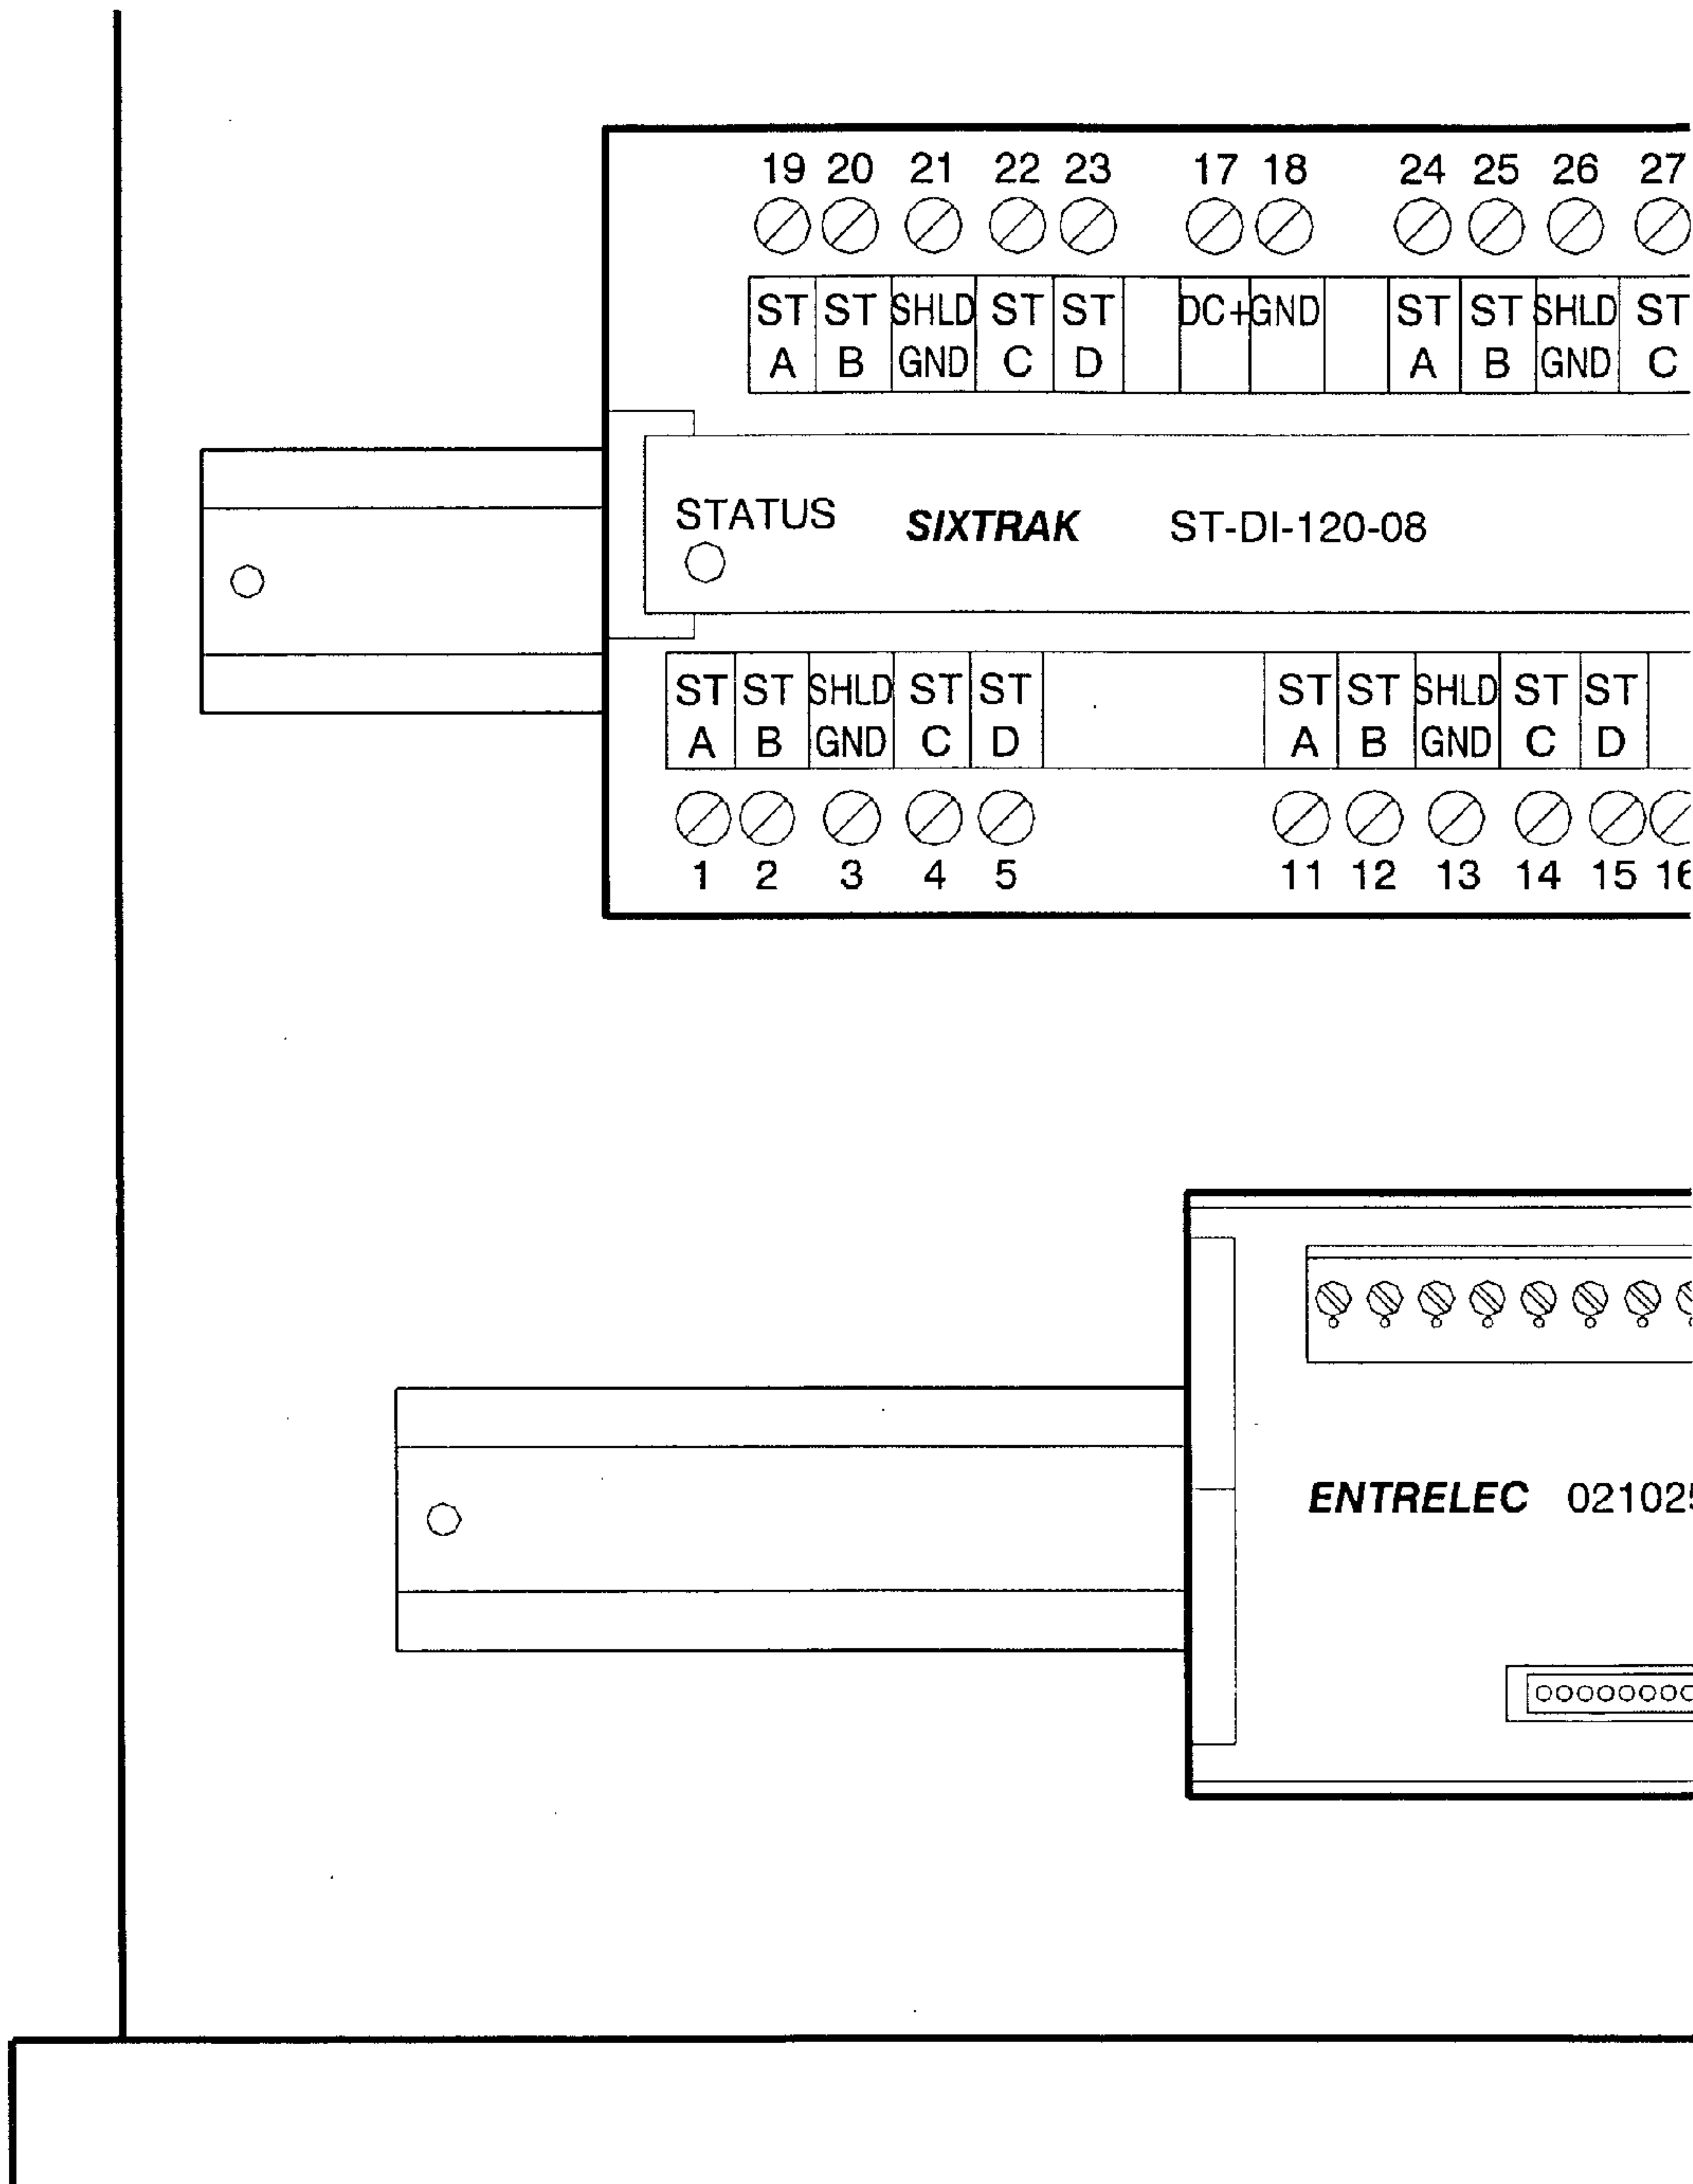 19 20 21 22 23 17 18 24 25 26 27
ST ST SHLD ST ST DC+ GND ST ST SHLD ST
A B GND C D A B GND C
STATUS SIXTRAK ST-DI-120-08
ST ST SHLD ST ST ST ST SHLD ST ST
A B GND C D A B GND C D
1 2 3 4 5 11 12 13 14 15 16
ENTRELEC 021025